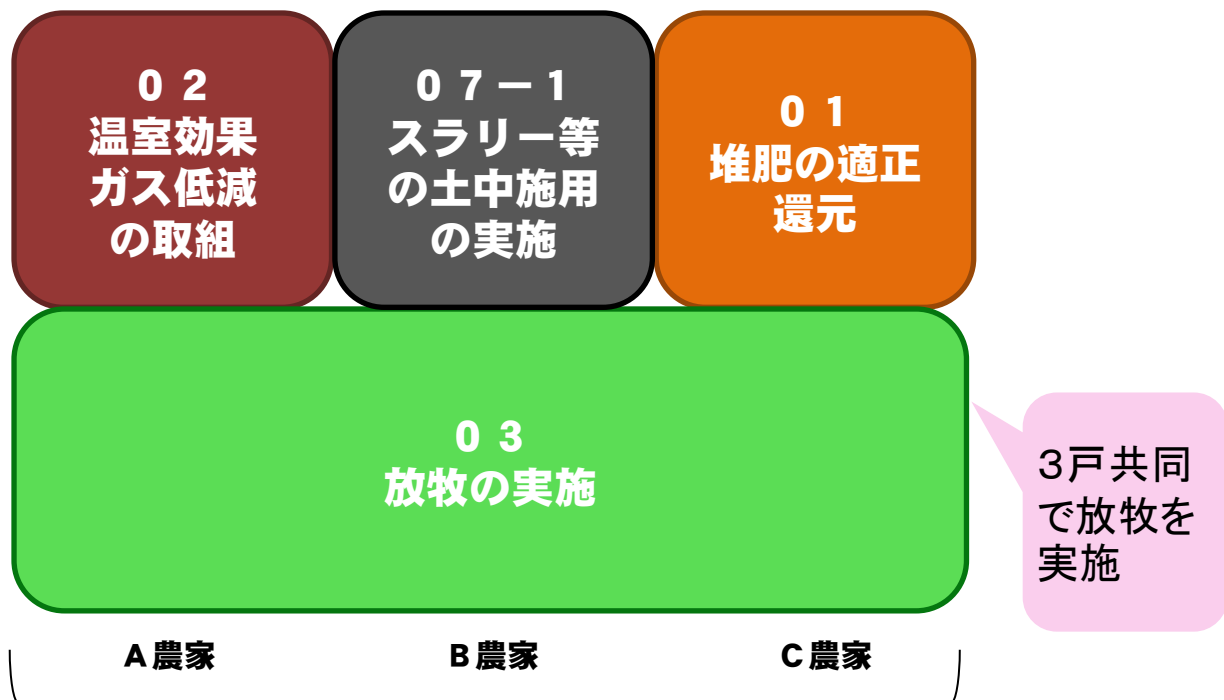 ０２
温室効果
ガス低減
の取組
０７－１
スラリー等
の土中施用
の実施
０１
堆肥の適正
還元
０３
放牧の実施
３戸共同
で放牧を
実施
Ａ農家
Ｂ農家
Ｃ農家